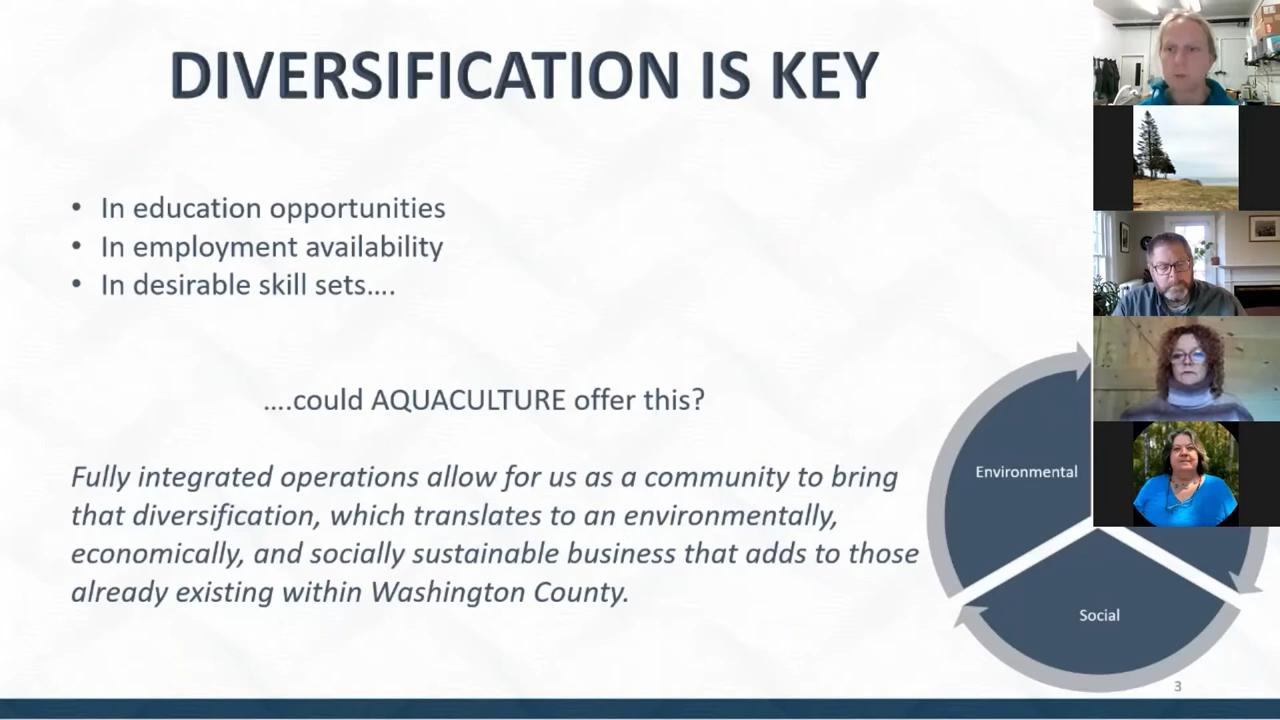 DIVERSIFICATION IS KEY
• In education opportunities
• In employment availability
• In desirable skill sets….
….could AQUACULTURE offer this?
Fully integrated operations allow for us as a community to bring
that diversification, which translates to an environmentally,
economically, and socially sustainable business that adds to those
already existing within Washington County.
Environmental
Social
3